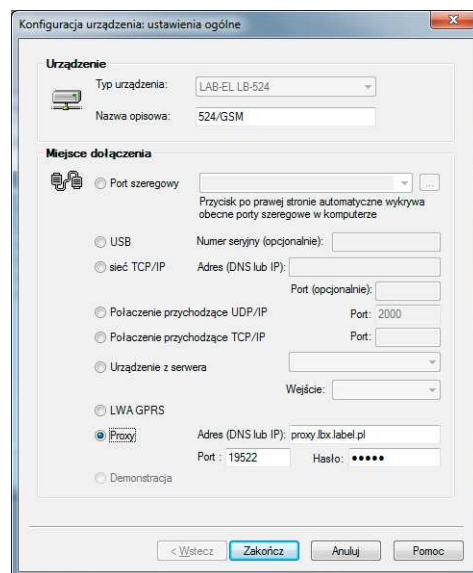 Konfiguracja urządzenia: ustawienia ogólne
Urządzenie
Typ urządzenia: LAB-EL LB-524
Nazwa opisowa: 524/GSM
Miejsce dołączenia
Port szeregowy ...
Przycisk po prawej stronie automatyczne wykrywa
obecne porty szeregowe w komputerze
USB Numer seryjny (opcjonalnie):
sieć TCP/IP Adres (DNS lub IP):
Port (opcjonalnie):
Połaczenie przychodzące UDP/IP Port: 2000
Połaczenie przychodzące TCP/IP Port:
Urządzenie z serwera
Wejście:
LWA GPRS
Proxy Adres (DNS lub IP): proxy.lbx.label.pl
Port : 19522 Hasło: •••••
Demonstracja
< Wstecz Zakończ Anuluj Pomoc